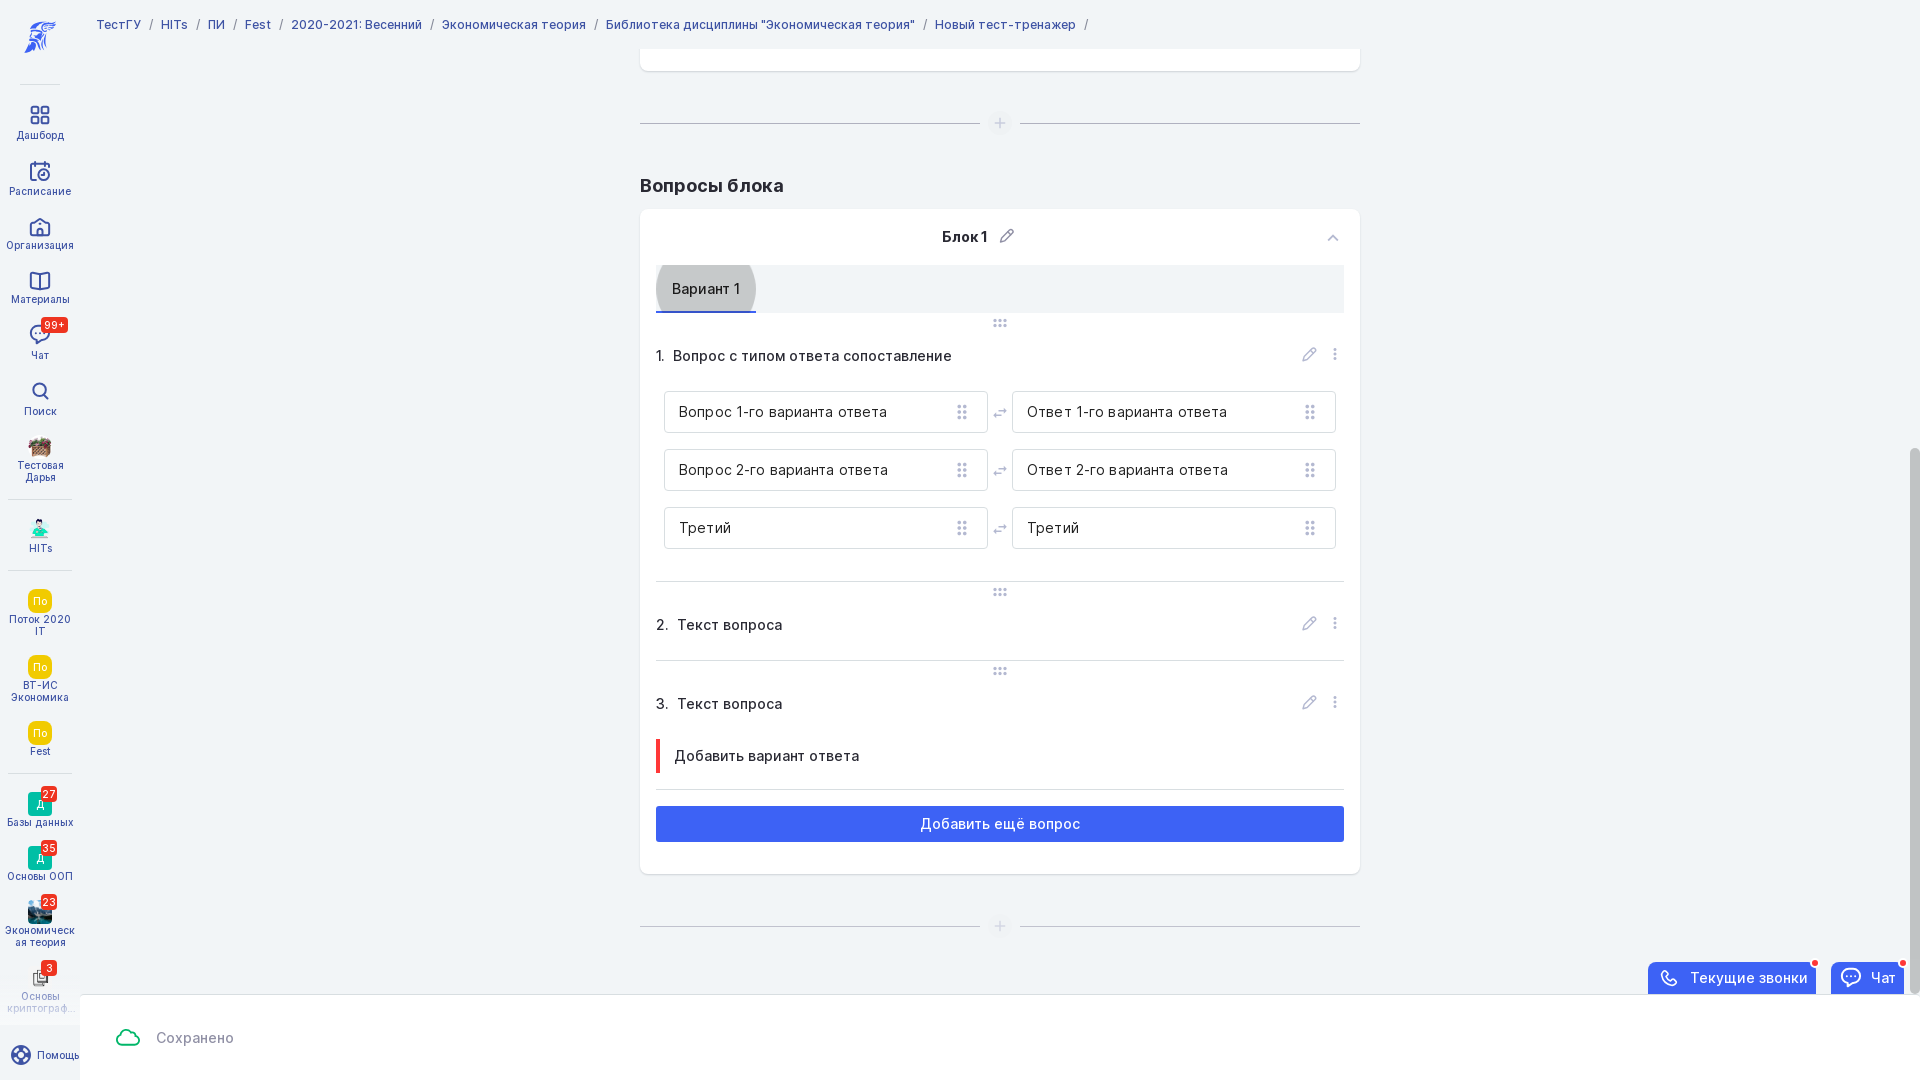 ТестГУ / HITs / ПИ / Fest / 2020-2021: Весенний / Экономическая теория / Библиотека дисциплины "Экономическая теория" / Новый тест-тренажер /
Дашборд
Расписание
Организация
Материалы
99+
Чат
Поиск
Тестовая
Дарья
HITs
По
Поток 2020
IT
По
ВТ-ИС
Экономика
По
Fest
27
Д
Базы данных
35
Д
Основы ООП
23
Экономическ
ая теория
3
Основы
криптограф...
Помощь
Вопросы блока
Блок 1
Вариант 1
1. Вопрос с типом ответа сопоставление
Вопрос 1-го варианта ответа
Ответ 1-го варианта ответа
Вопрос 2-го варианта ответа
Ответ 2-го варианта ответа
Третий
Третий
2. Текст вопроса
3. Текст вопроса
Добавить вариант ответа
Добавить ещё вопрос
Текущие звонки
Чат
Сохранено